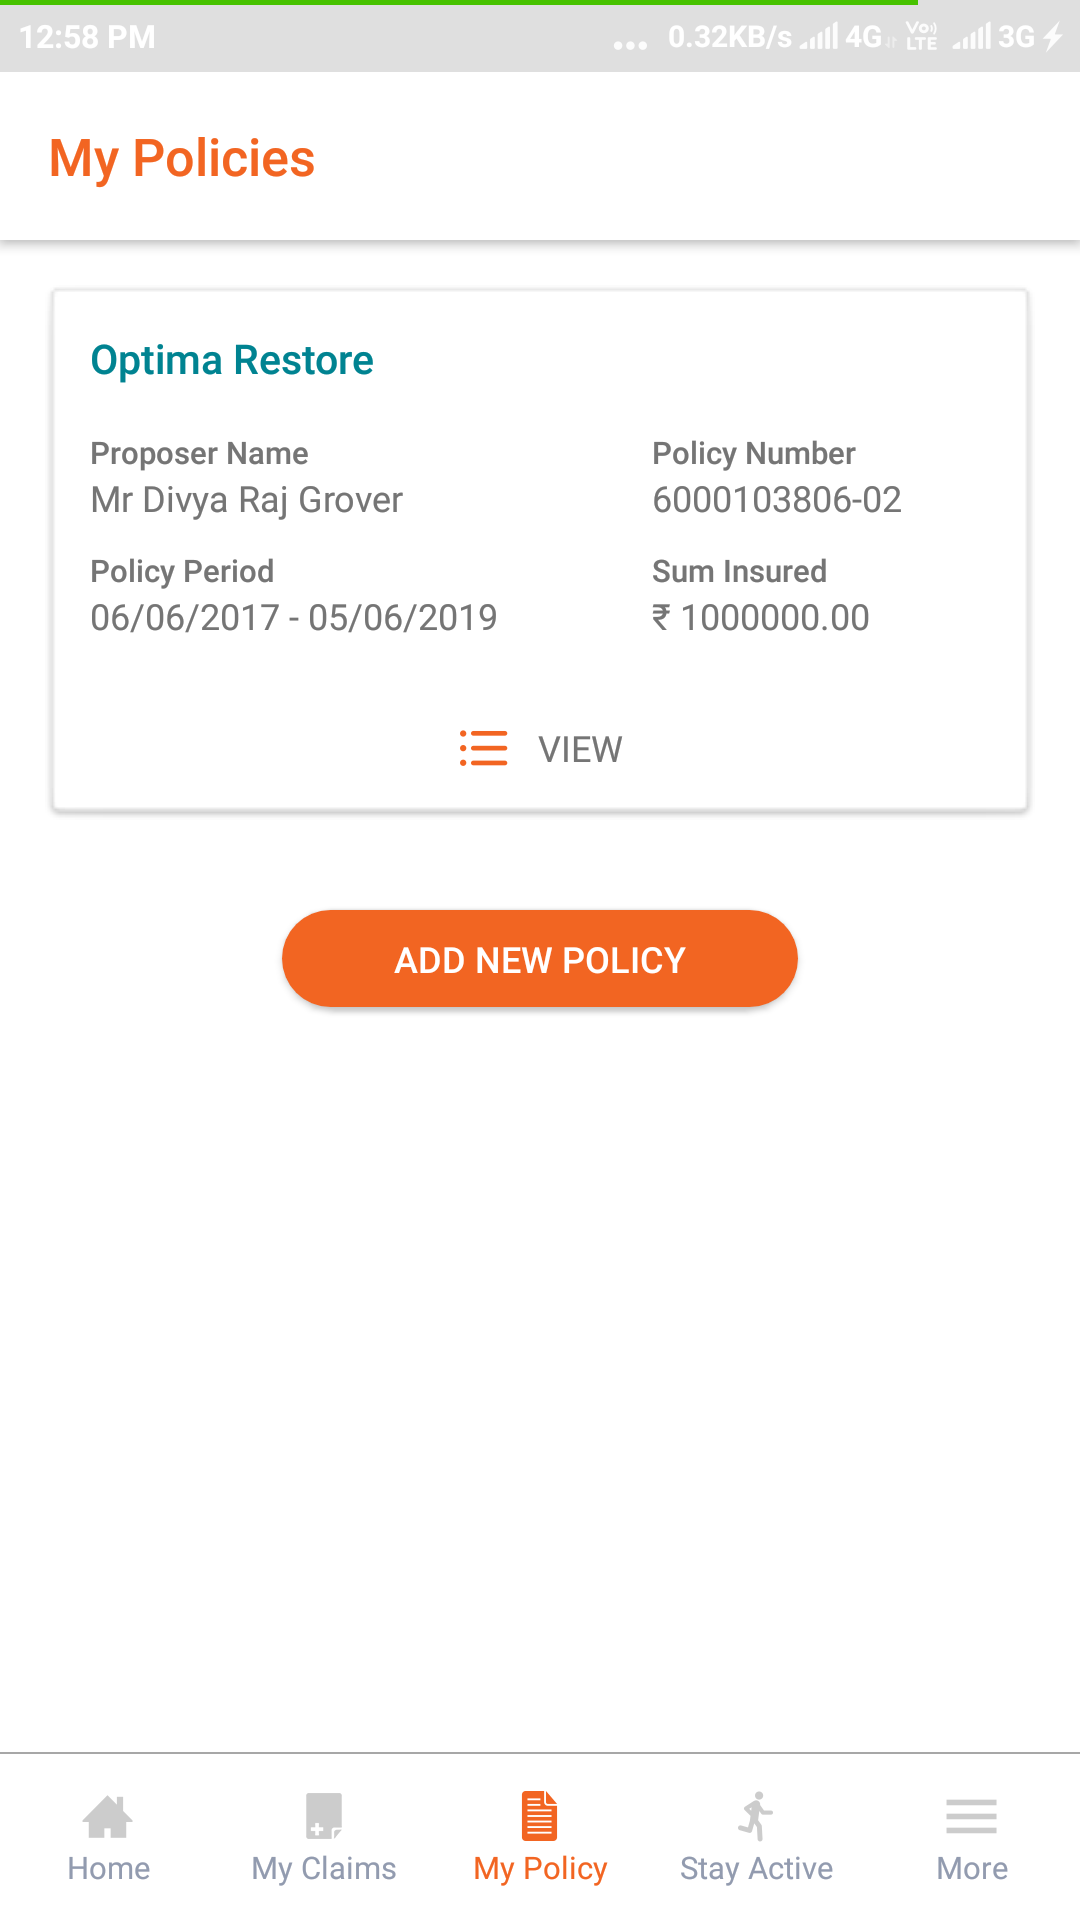 12:58 PM ... 0.32KB/s 4G Vo LTE 3G
My Policies
Optima Restore
Proposer Name Policy Number
Mr Divya Raj Grover 6000103806-02
Policy Period Sum Insured
06/06/2017 - 05/06/2019 ₹ 1000000.00
VIEW
ADD NEW POLICY
Home My Claims My Policy Stay Active More